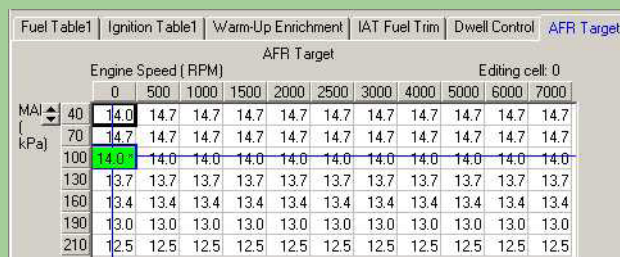 Fuel Table1 Ignition Table1 Warm-Up Enrichment IAT Fuel Trim Dwell Control AFR Target
AFR Target
Engine Speed ( RPM) Editing cell: 0
0 500 1000 1500 2000 2500 3000 4000 5000 6000 7000
MAI 40 14.0 14.7 14.7 14.7 14.7 14.7 14.7 14.7 14.7 14.7 14.7
( 70 14.7 14.7 14.7 14.7 14.7 14.7 14.7 14.7 14.7 14.7 14.7
kPa) 100 14.0 * 14.0 14.0 14.0 14.0 14.0 14.0 14.0 14.0 14.0 14.0
130 13.7 13.7 13.7 13.7 13.7 13.7 13.7 13.7 13.7 13.7 13.7
160 13.4 13.4 13.4 13.4 13.4 13.4 13.4 13.4 13.4 13.4 13.4
190 13.0 13.0 13.0 13.0 13.0 13.0 13.0 13.0 13.0 13.0 13.0
210 12.5 12.5 12.5 12.5 12.5 12.5 12.5 12.5 12.5 12.5 12.5